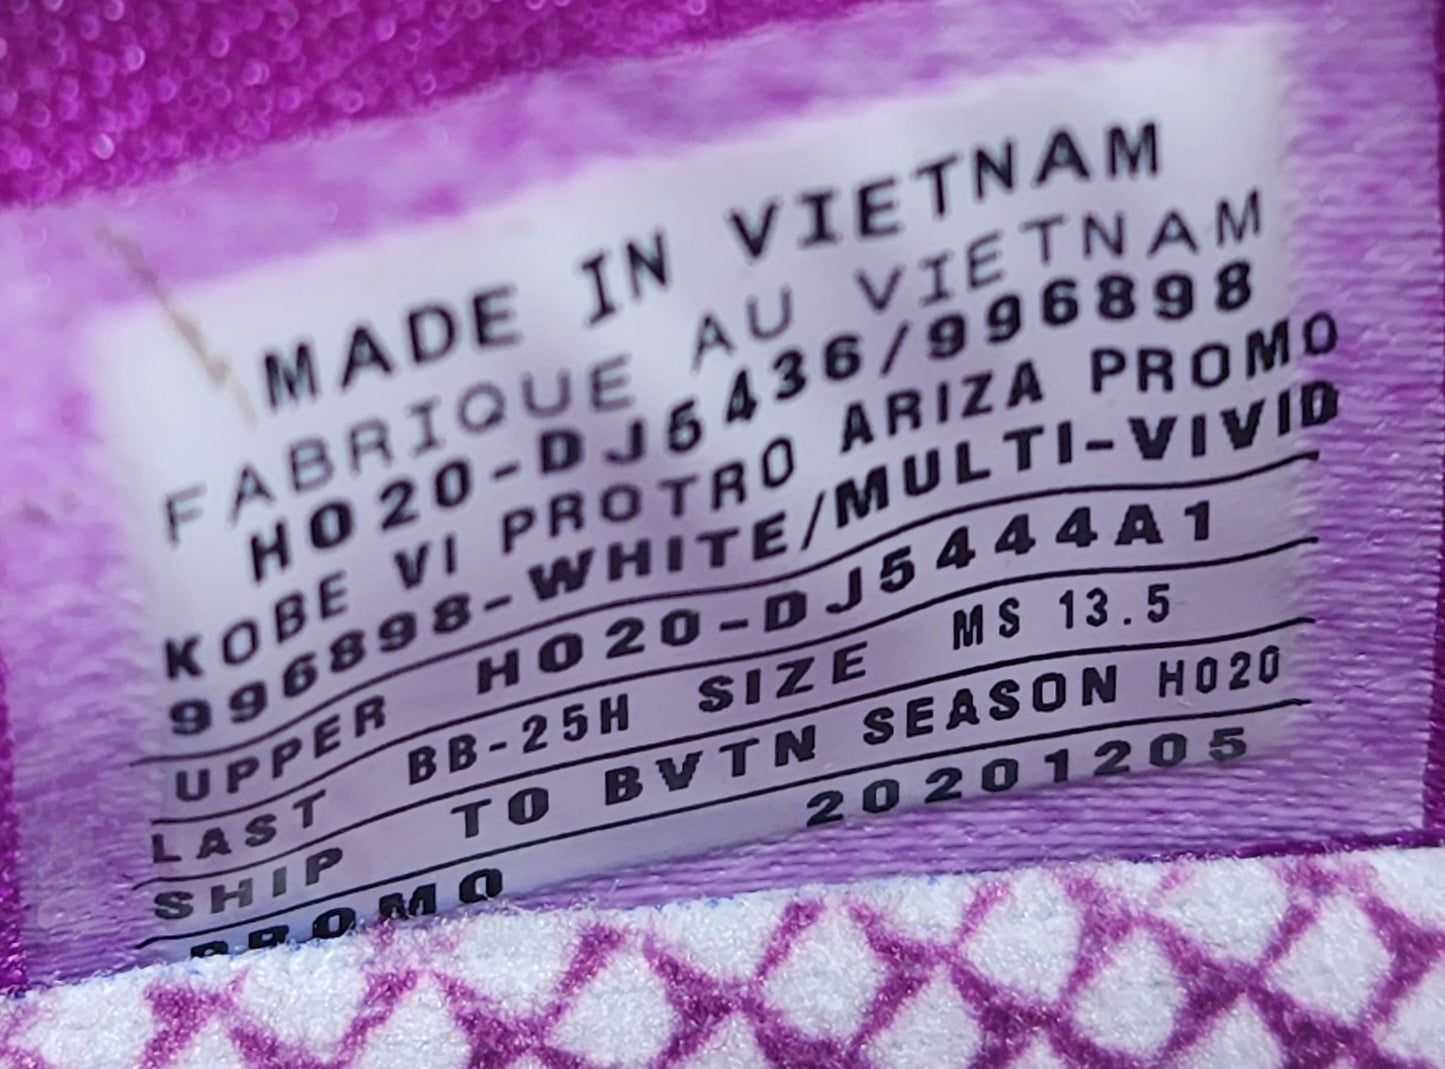 MADE IN VIETNAM
FABRIQUE AU VIETNAM
HO20-DJ5436/996898
KOBE VI PROTRO ARIZA PROMO
996898-WHITE/MULTI-VIVID
UPPER HO20-DJ5444A1
LAST BB-25H SIZE MS 13.5
SHIP TO BVTN SEASON HO20
PROMO 20201205